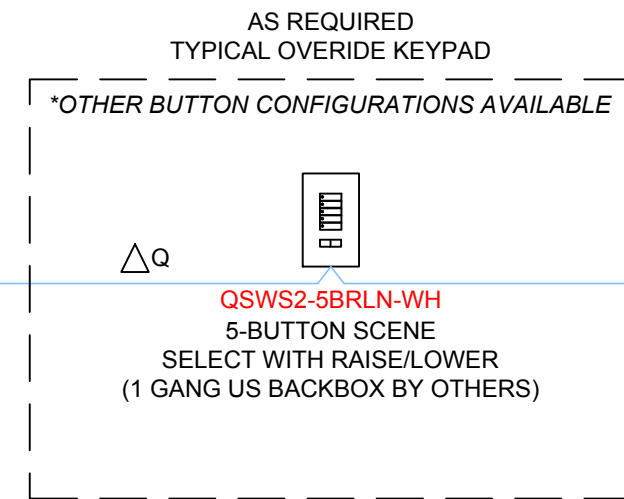 AS REQUIRED
TYPICAL OVERIDE KEYPAD
*OTHER BUTTON CONFIGURATIONS AVAILABLE
Q
QSWS2-5BRLN-WH
5-BUTTON SCENE
SELECT WITH RAISE/LOWER
(1 GANG US BACKBOX BY OTHERS)